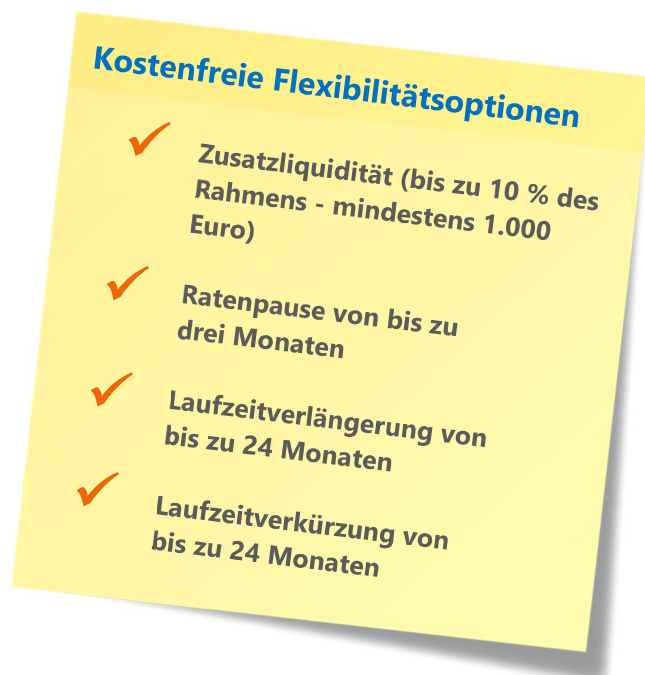 Kostenfreie Flexibilitätsoptionen
Zusatzliquidität (bis zu 10 % des
Rahmens - mindestens 1.000
Euro)
Ratenpause von bis zu
drei Monaten
Laufzeitverlängerung von
bis zu 24 Monaten
Laufzeitverkürzung von
bis zu 24 Monaten